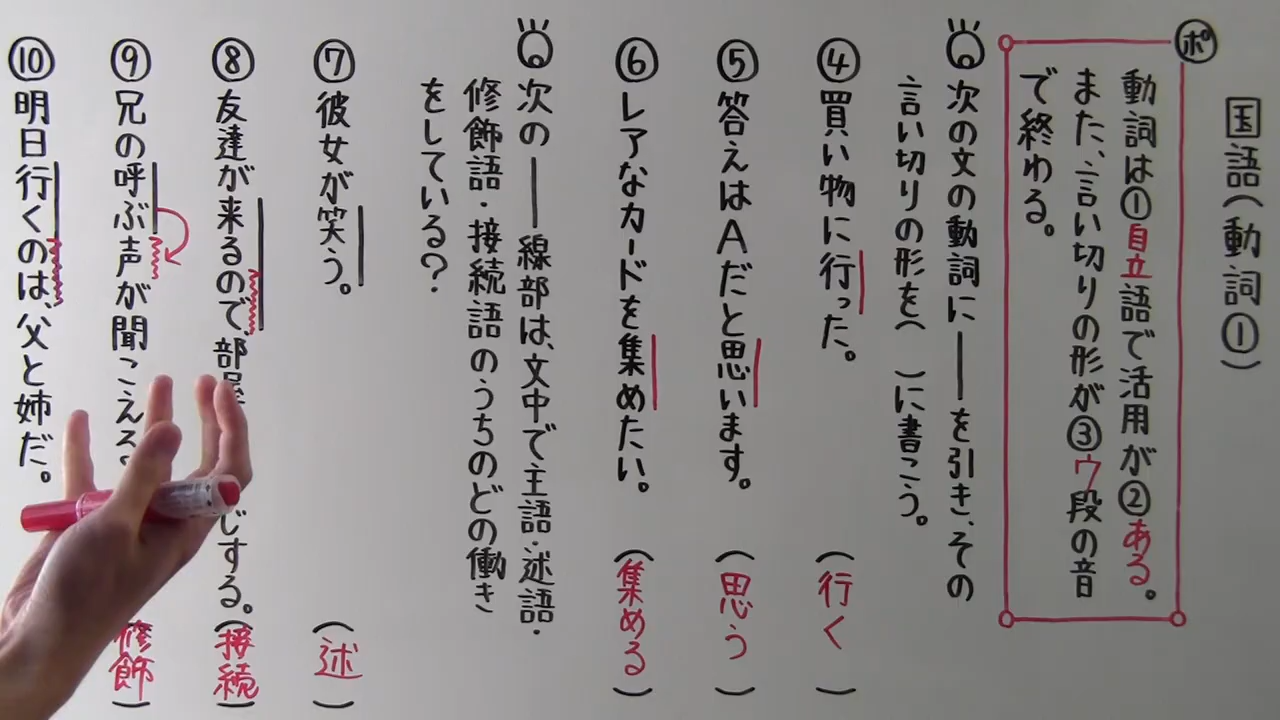 国語(動詞①)
ポ
動詞は①自立語で活用が②ある。
また、言い切りの形が③ウ段の音
で終わる。
次の文の動詞に──を引き、その
言い切りの形を( )に書こう。
④買い物に行った。(行く)
⑤答えはAだと思います。(思う)
⑥レアなカードを集めたい。(集める)
次の──線部は、文中で主語・述語・
修飾語・接続語のうちのどの働き
をしている?
⑦彼女が笑う。(述)
⑧友達が来るので、部屋 じする。(接続)
⑨兄の呼ぶ声が聞こえる。(修飾)
⑩明日行くのは、父と姉だ。